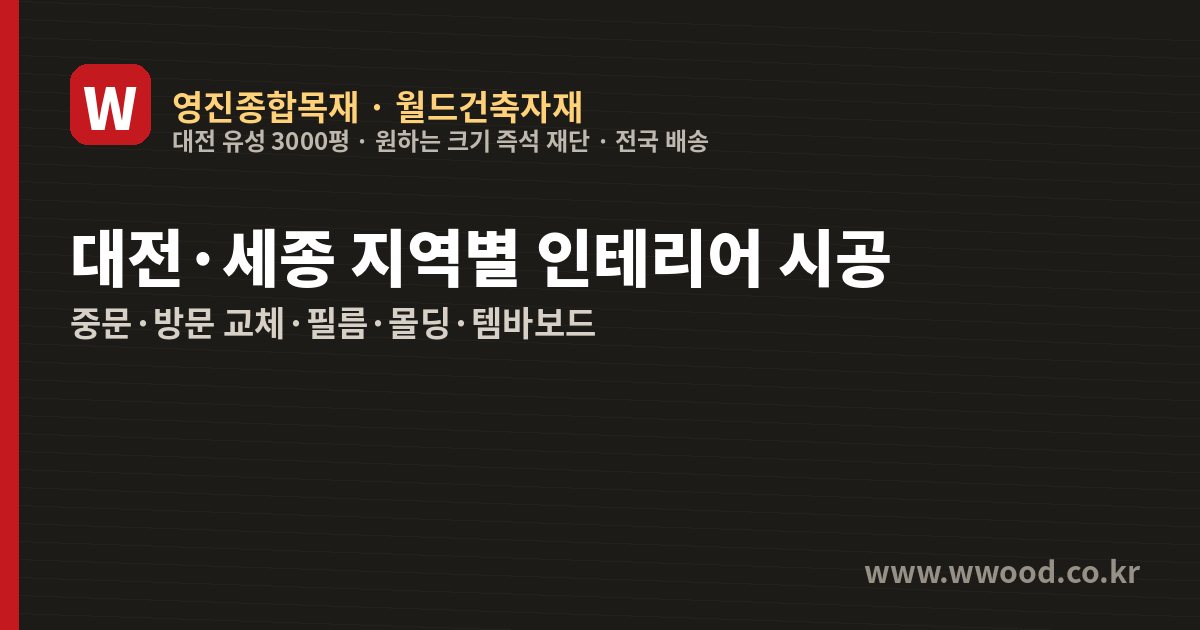 W
영진종합목재 · 월드건축자재
대전 유성 3000평 · 원하는 크기 즉석 재단 · 전국 배송
대전·세종 지역별 인테리어 시공
중문·방문 교체·필름·몰딩·템바보드
www.wwood.co.kr